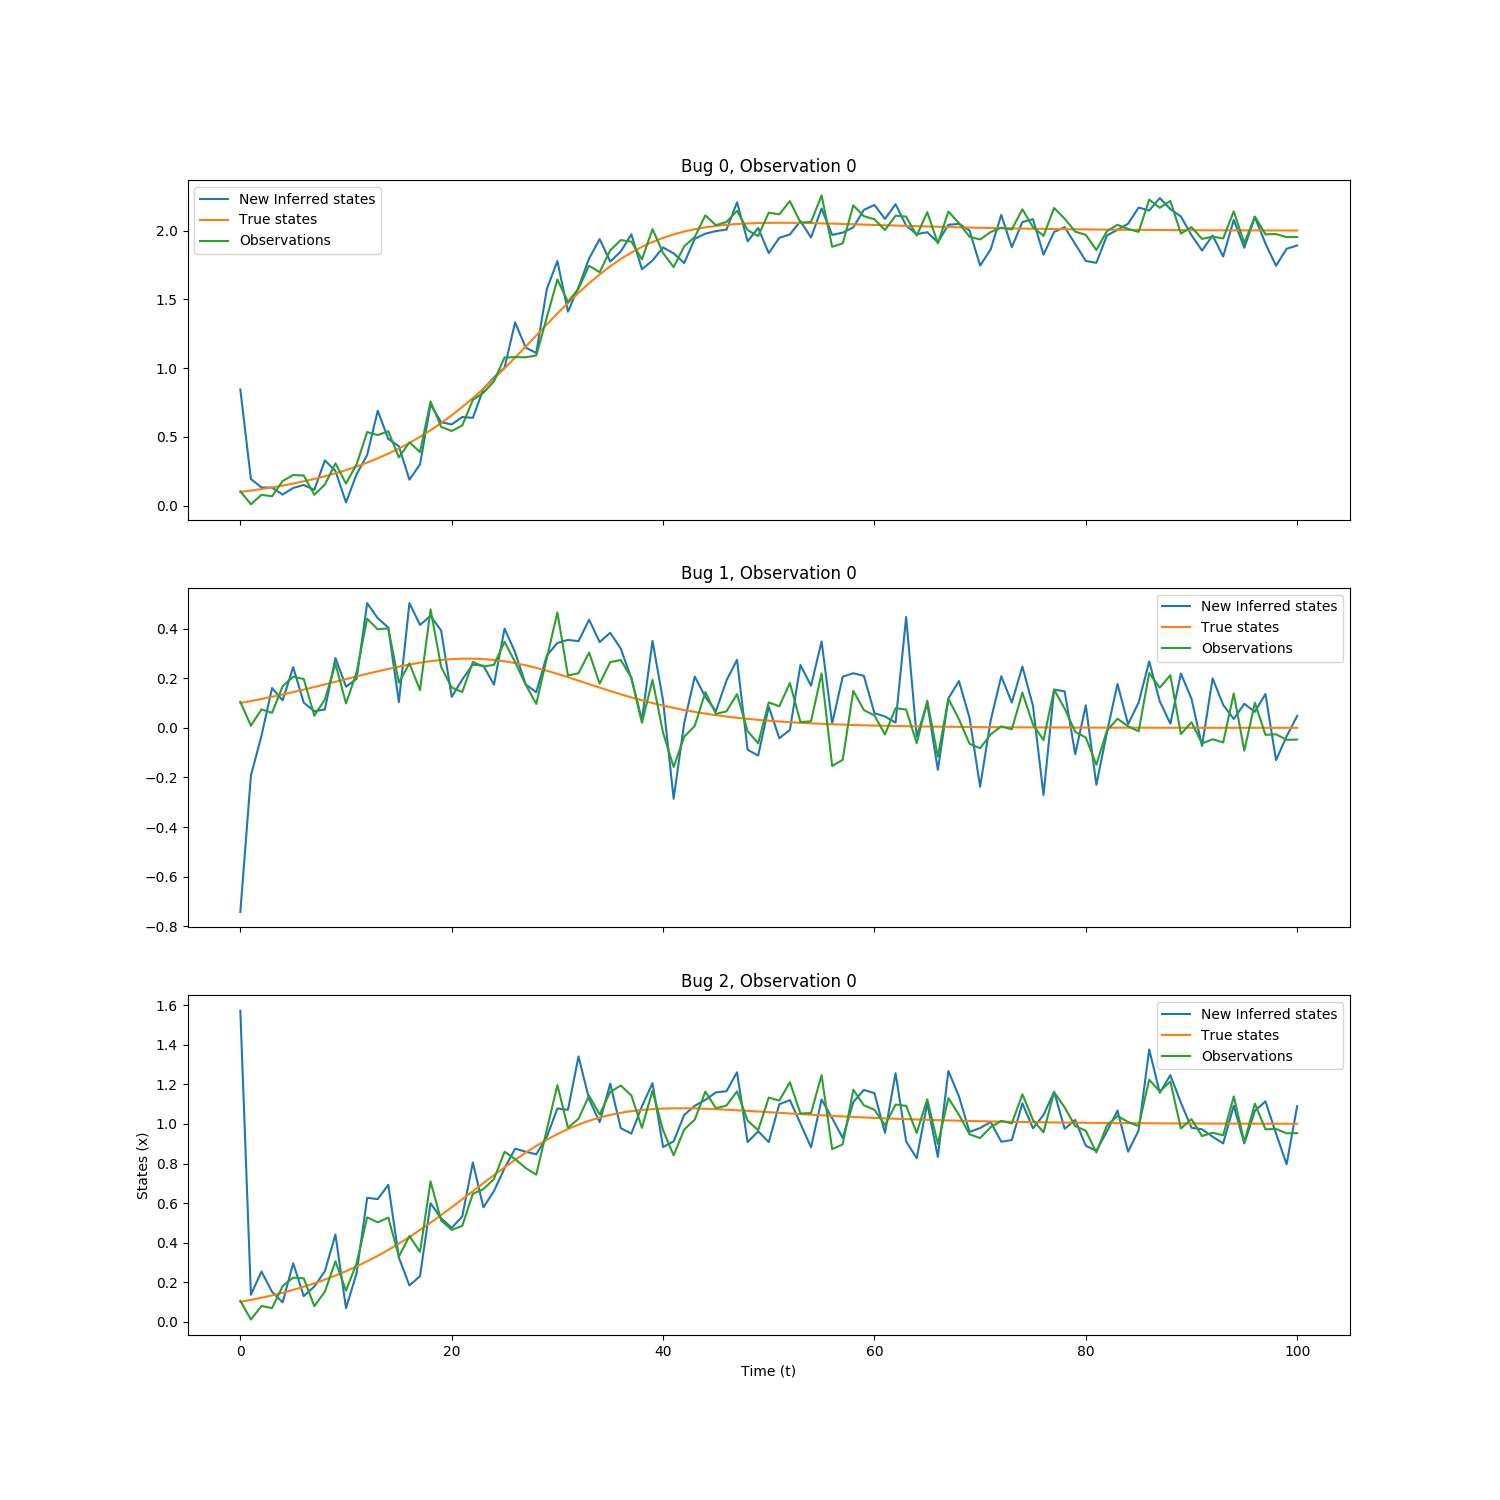 Bug 0, Observation 0
New Inferred states
True states
Observations
2.0
1.5
1.0
0.5
0.0
Bug 1, Observation 0
New Inferred states
True states
Observations
0.4
0.2
0.0
−0.2
−0.4
−0.6
−0.8
Bug 2, Observation 0
New Inferred states
True states
Observations
1.6
1.4
1.2
1.0
0.8
0.6
0.4
0.2
0.0
States (x)
0 20 40 60 80 100
Time (t)